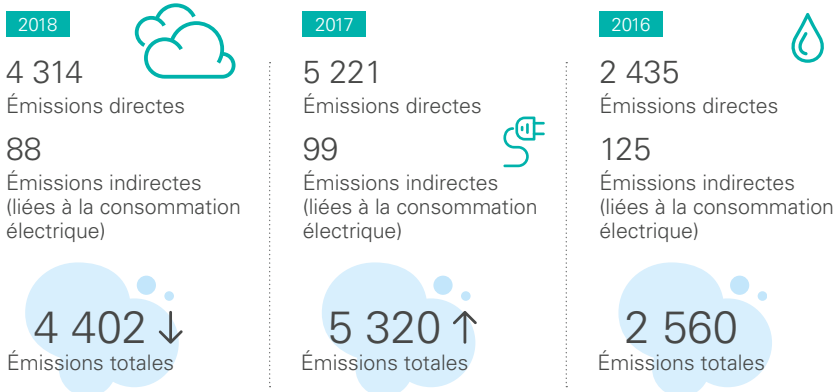 2018
4 314
Émissions directes
88
Émissions indirectes
(liées à la consommation
électrique)
4 402 ↓
Émissions totales
2017
5 221
Émissions directes
99
Émissions indirectes
(liées à la consommation
électrique)
5 320 ↑
Émissions totales
2016
2 435
Émissions directes
125
Émissions indirectes
(liées à la consommation
électrique)
2 560
Émissions totales